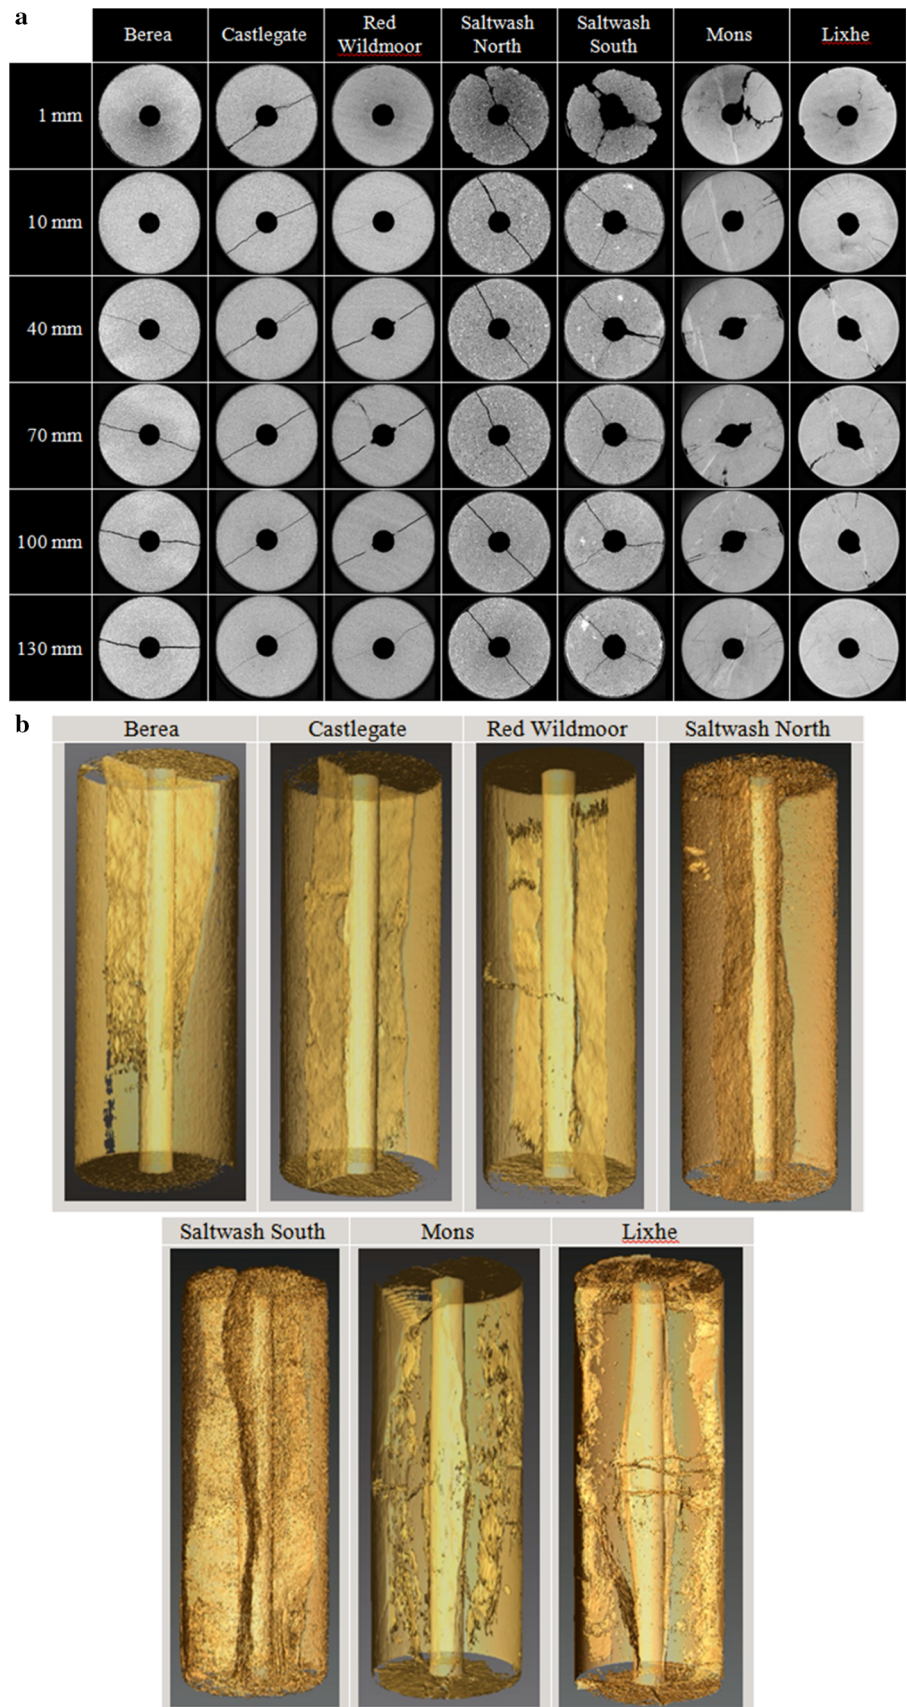 a
Berea Castlegate Red Wildmoor Saltwash North Saltwash South Mons Lixhe
1 mm
10 mm
40 mm
70 mm
100 mm
130 mm
b
Berea Castlegate Red Wildmoor Saltwash North
Saltwash South Mons Lixhe